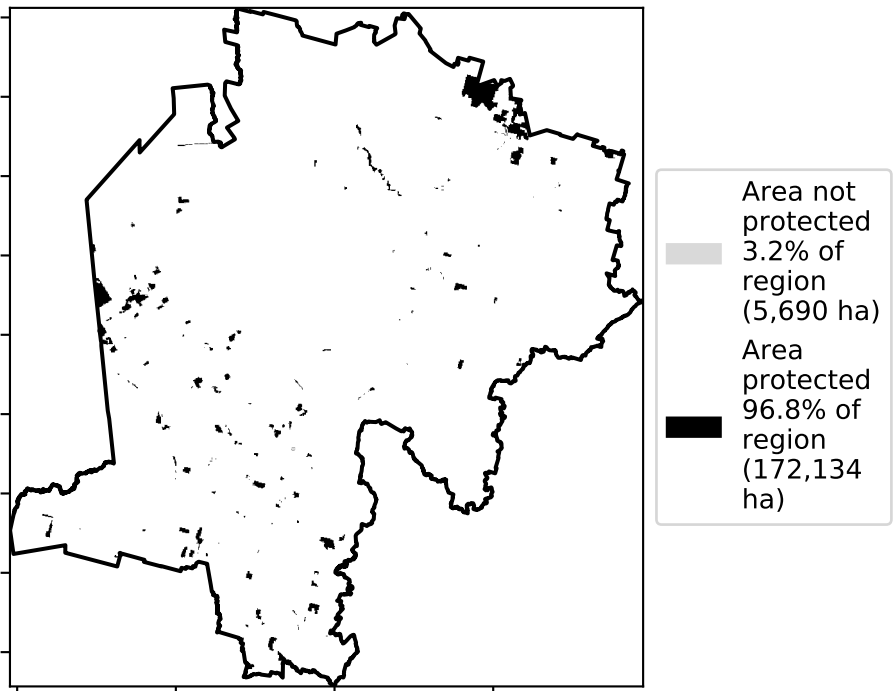 Area not
protected
3.2% of
region
(5,690 ha)
Area
protected
96.8% of
region
(172,134
ha)